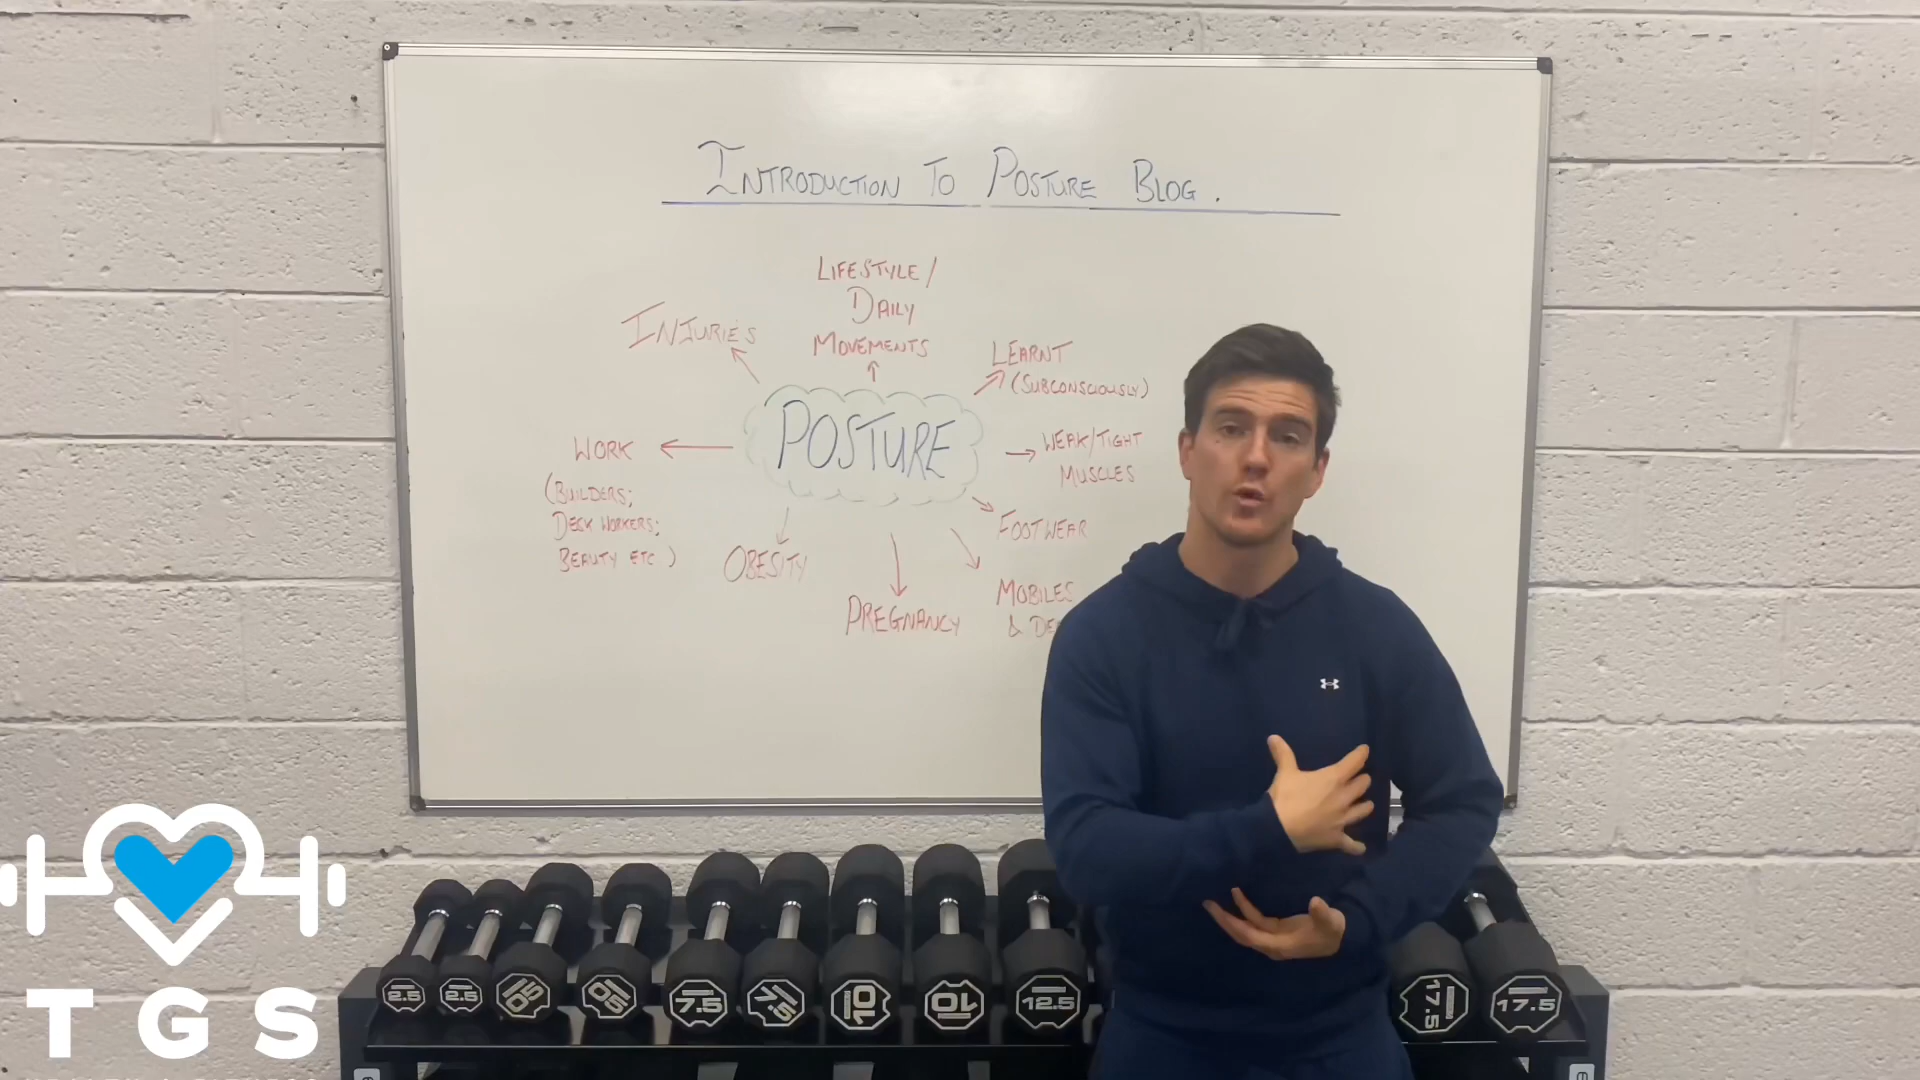 INTRODUCTION TO POSTURE BLOG.
LIFESTYLE/
DAILY
MOVEMENTS
INJURIES
LEARNT
(SUBCONSCIOUSLY)
POSTURE
WORK
(BUILDERS;
DESK WORKERS;
BEAUTY ETC)
WEAK/TIGHT
MUSCLES
FOOTWEAR
OBESITY
MOBILES
&
PREGNANCY
TGS
2.5
2.5
05
05
7.5
7.5
10
10
12.5
17.5
17.5